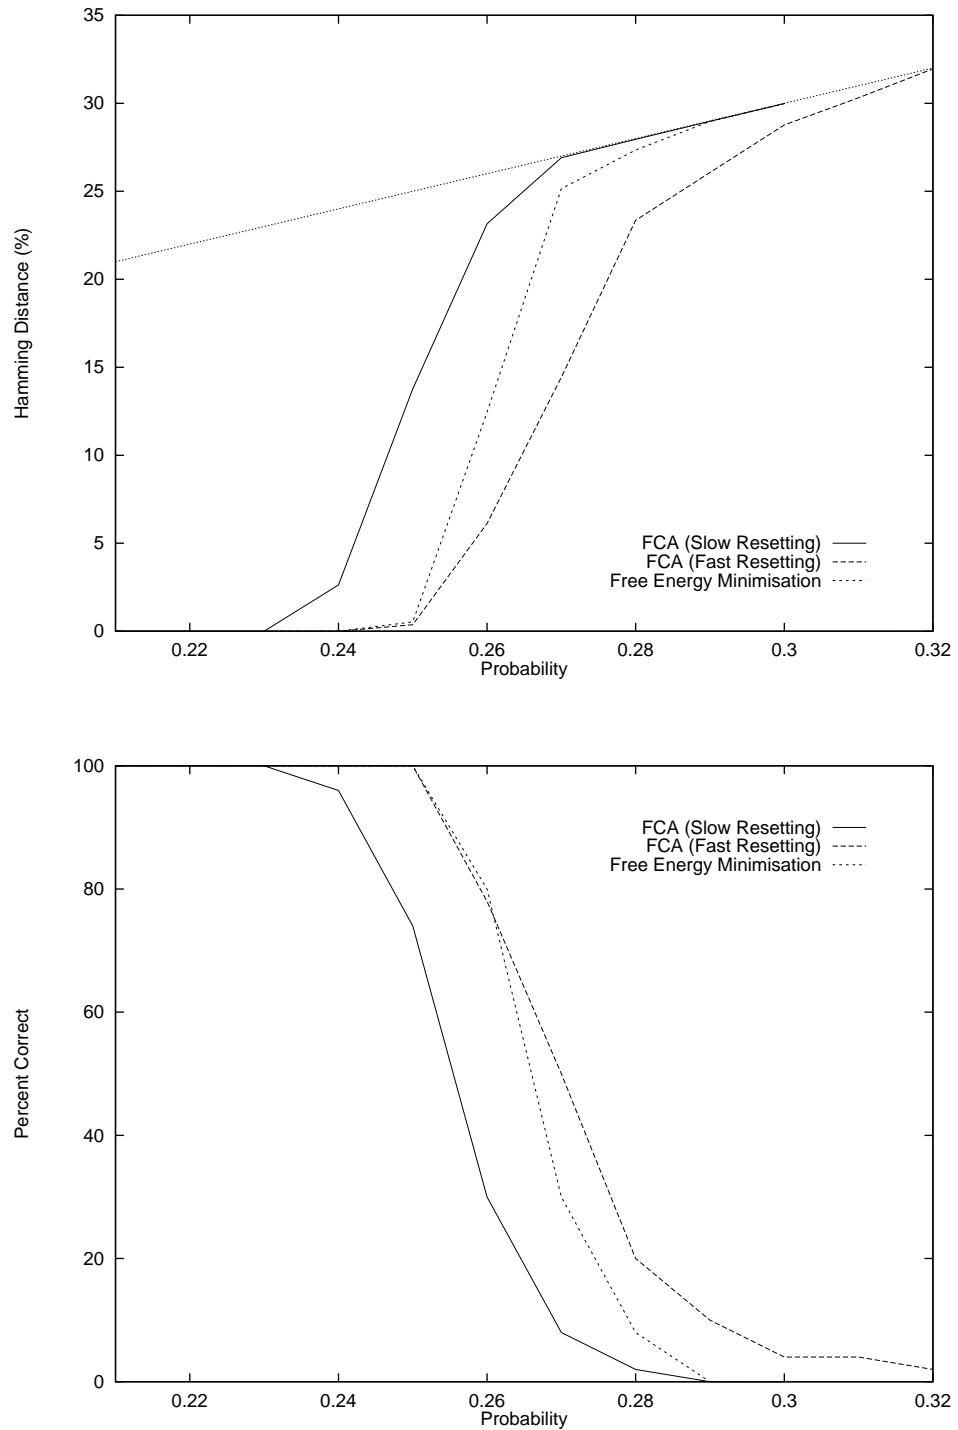 35
30
25
20
15
10
5
0
Hamming Distance (%)
FCA (Slow Resetting)
FCA (Fast Resetting)
Free Energy Minimisation
0.22 0.24 0.26 0.28 0.3 0.32
Probability
100
80
60
40
20
0
Percent Correct
FCA (Slow Resetting)
FCA (Fast Resetting)
Free Energy Minimisation
0.22 0.24 0.26 0.28 0.3 0.32
Probability